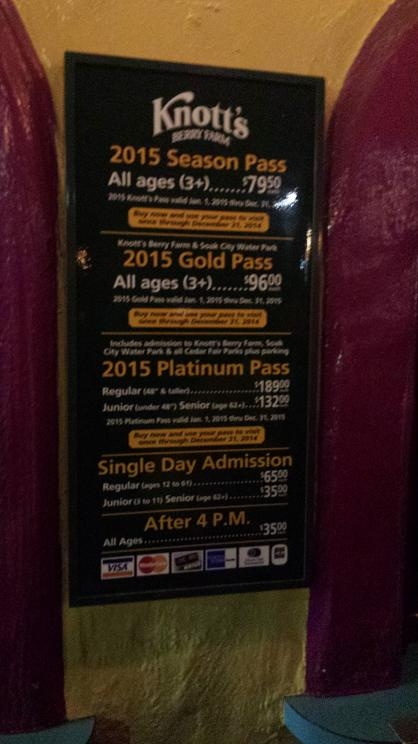 Knott's
BERRY FARM
2015 Season Pass
All ages (3+).......$79.50
2015 Knott's Pass valid Jan. 1, 2015 thru Dec. 31,
Buy now and use your pass to visit
once through December 31, 2014
Knott's Berry Farm & Soak City Water Park
2015 Gold Pass
All ages (3+).......$96.00
2015 Gold Pass valid Jan. 1, 2015 thru Dec. 31, 2015
Buy now and use your pass to visit
once through December 31, 2014
Includes admission to Knott's Berry Farm, Soak
City Water Park & all Cedar Fair Parks plus parking
2015 Platinum Pass
Regular (48" & taller)................$189.00
Junior (under 48") Senior (age 62+)...$132.00
2015 Platinum Pass valid Jan. 1, 2015 thru Dec. 31, 2015
Buy now and use your pass to visit
once through December 31, 2014
Single Day Admission
Regular (ages 12 to 61)................$65.00
Junior (3 to 11) Senior (age 62+).......$35.00
After 4 P.M.
All Ages............................$35.00
VISA MasterCard